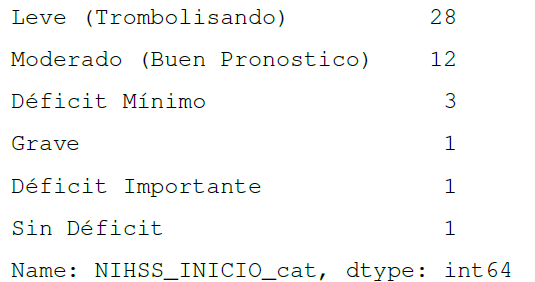 Leve (Trombolisando) 28
Moderado (Buen Pronostico) 12
Déficit Mínimo 3
Grave 1
Déficit Importante 1
Sin Déficit 1
Name: NIHSS_INICIO_cat, dtype: int64